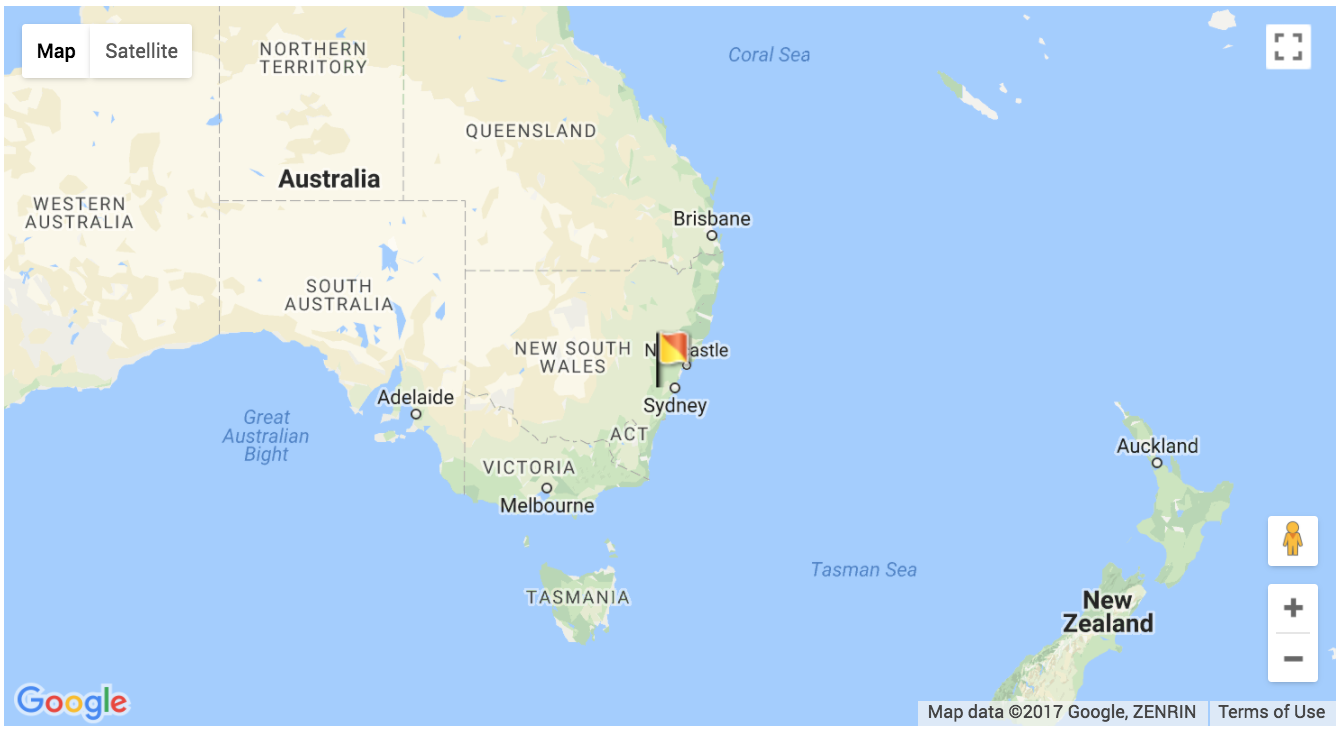 Map
Satellite
NORTHERN
TERRITORY
Coral Sea
QUEENSLAND
Australia
WESTERN
AUSTRALIA
Brisbane
SOUTH
AUSTRALIA
NEW SOUTH
WALES
Adelaide
Sydney
Great
Australian
Bight
ACT
Auckland
VICTORIA
Melbourne
Tasman Sea
TASMANIA
New
Zealand
+
−
Google
Map data ©2017 Google, ZENRIN
Terms of Use